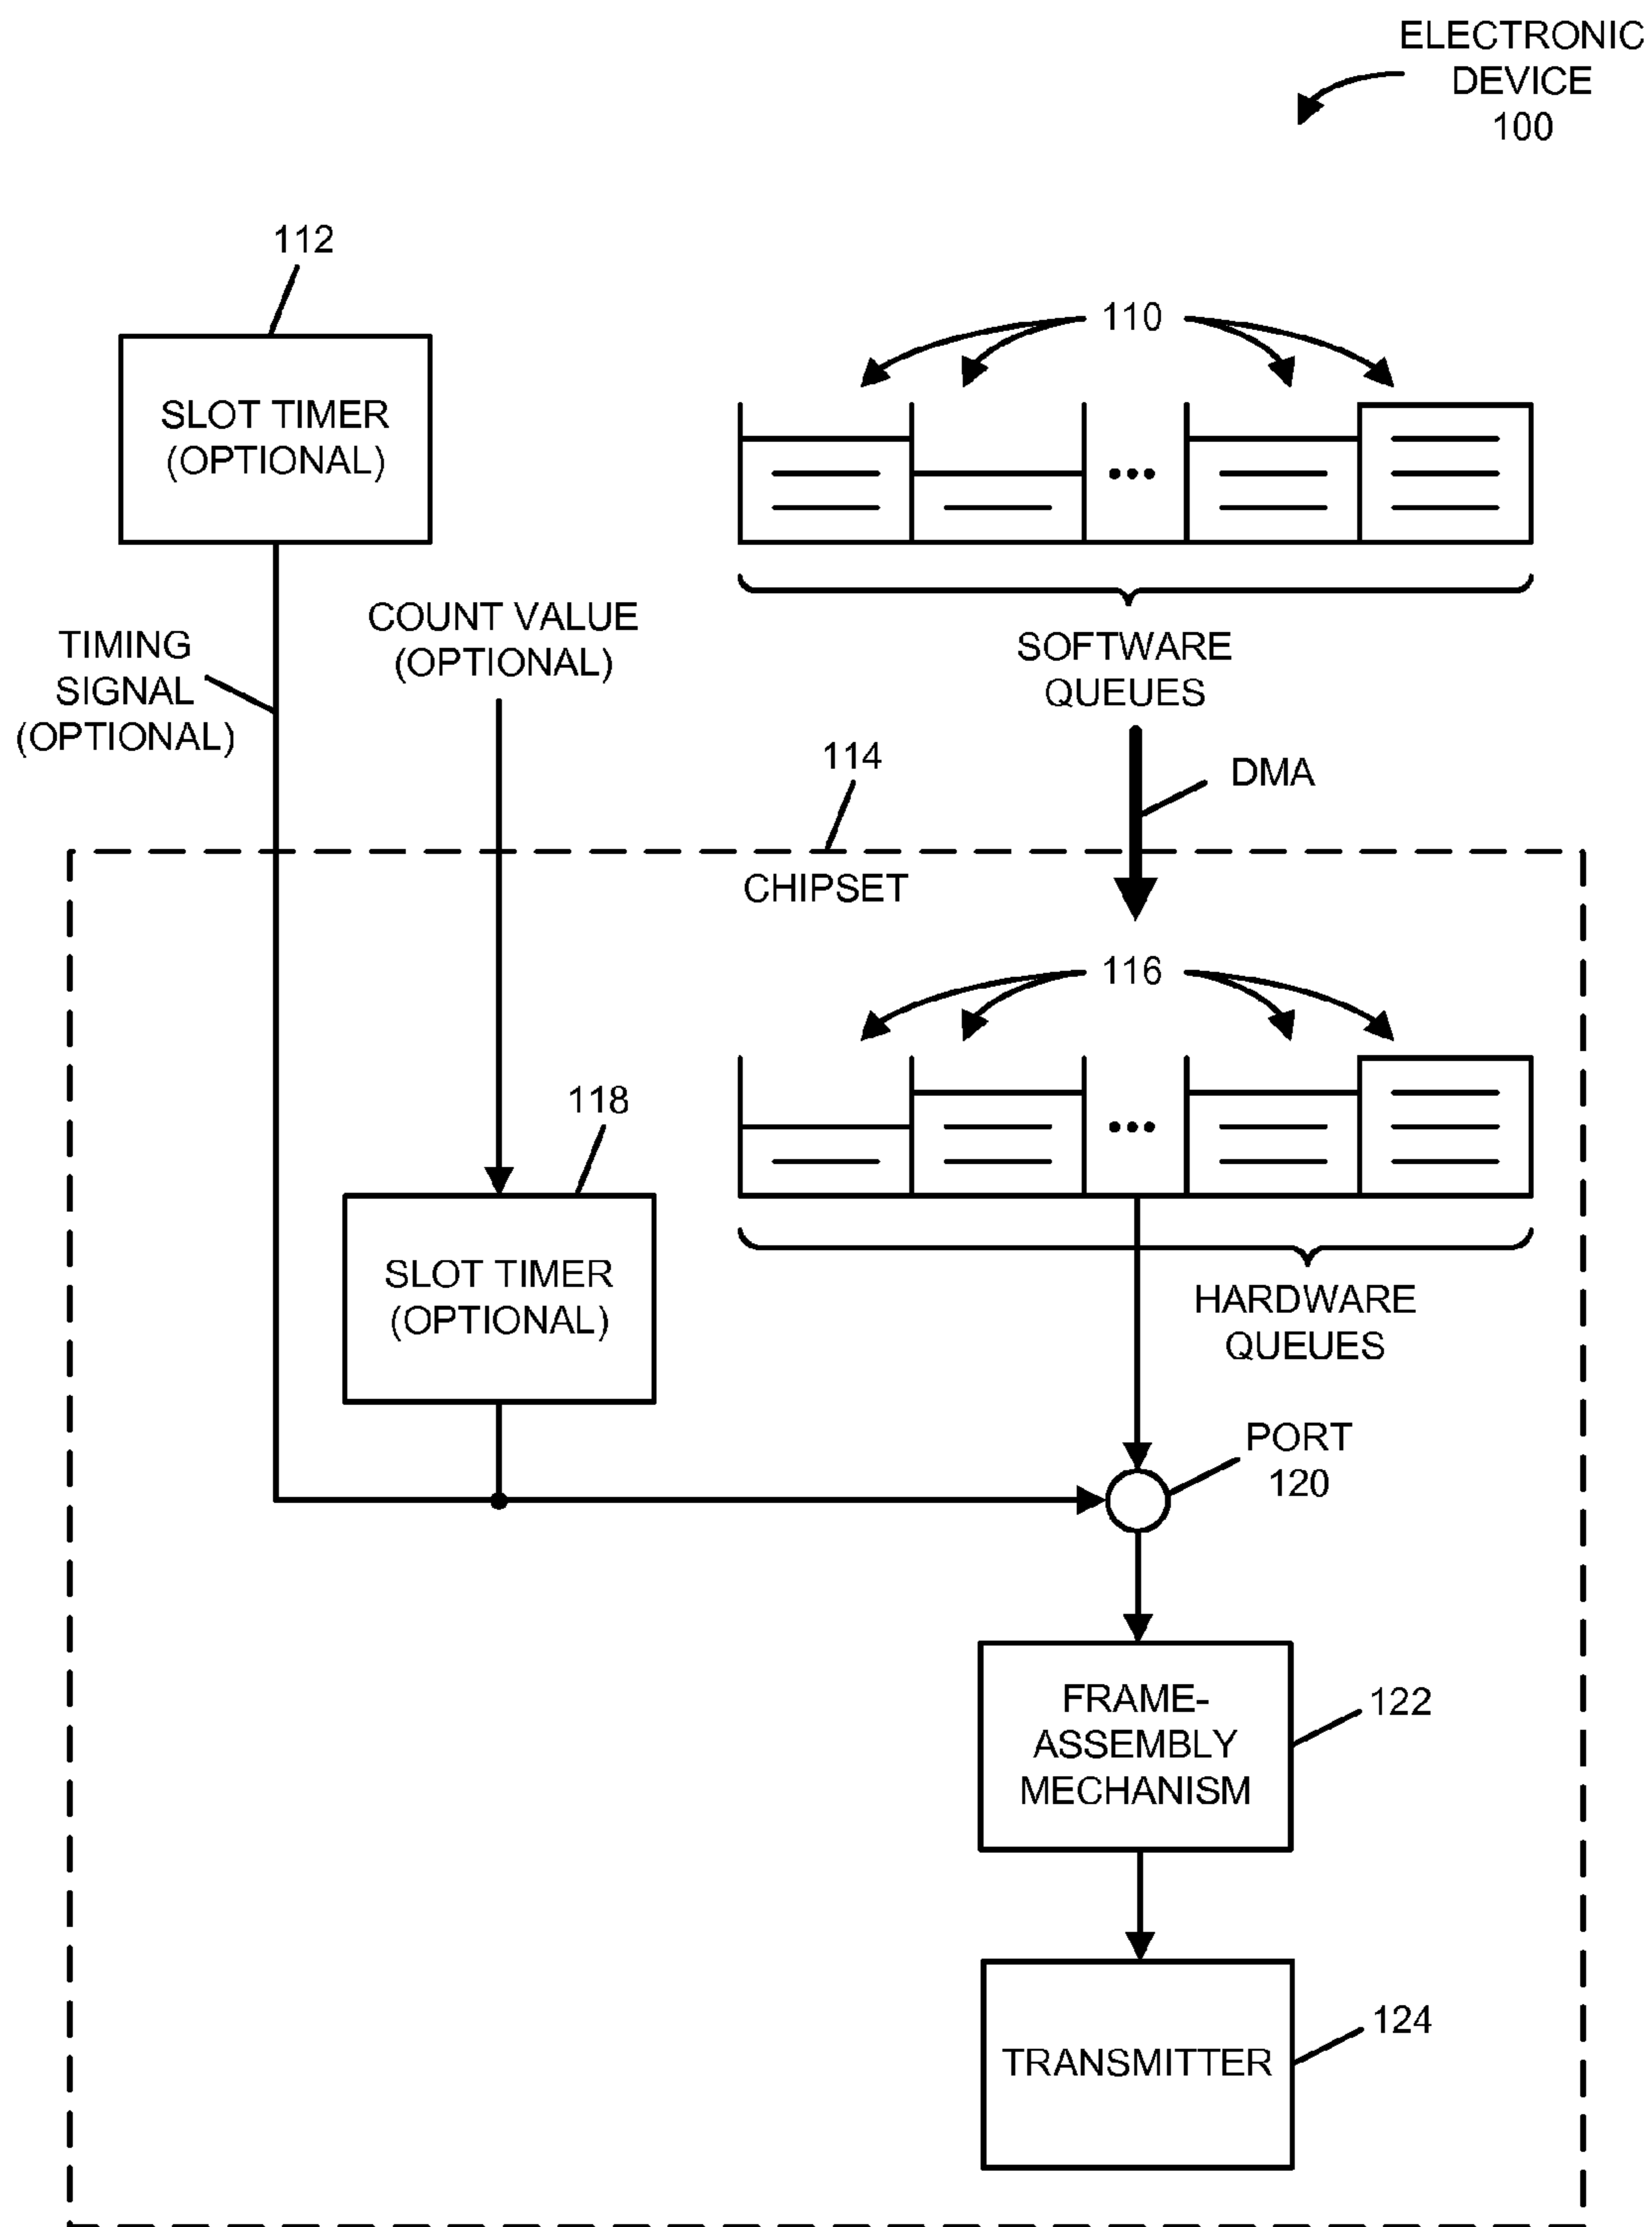 ELECTRONIC
DEVICE
100
112
110
SLOT TIMER
(OPTIONAL)
•••
COUNT VALUE
(OPTIONAL)
TIMING
SIGNAL
(OPTIONAL)
SOFTWARE
QUEUES
114
DMA
CHIPSET
116
118
•••
SLOT TIMER
(OPTIONAL)
HARDWARE
QUEUES
PORT
120
FRAME-
ASSEMBLY
MECHANISM
122
TRANSMITTER
124